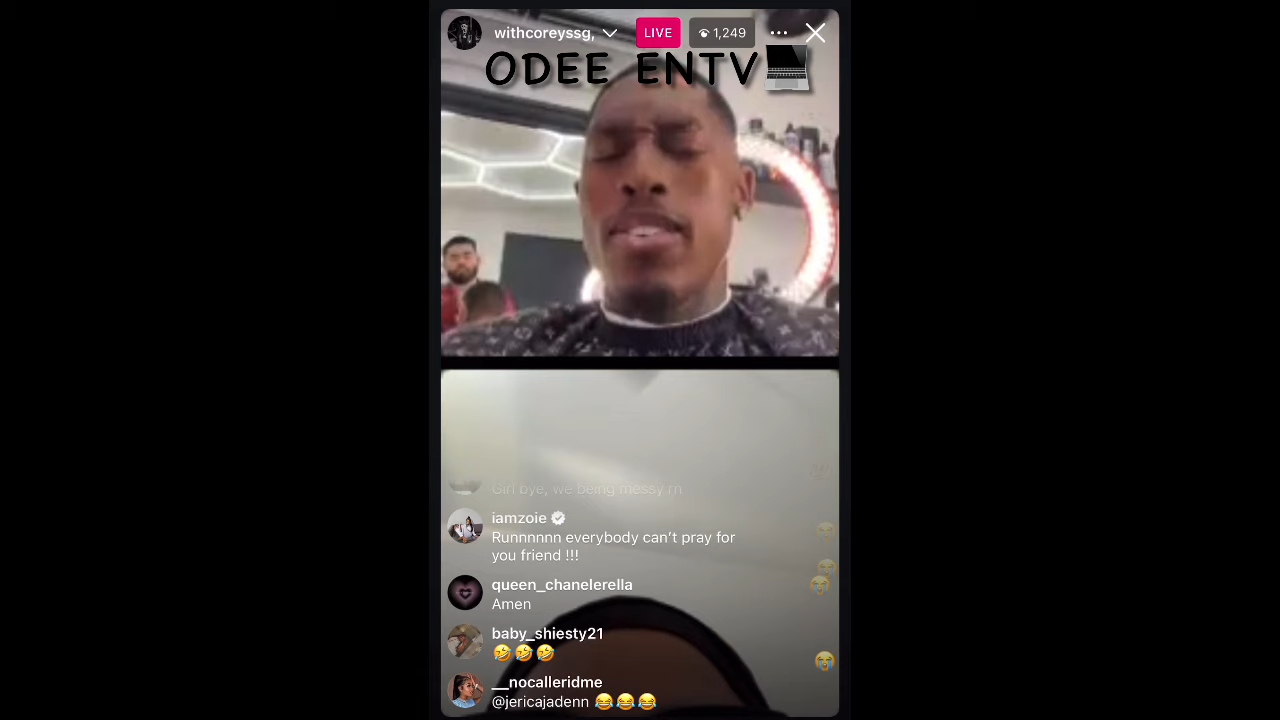 withcoreyssg,
LIVE
1,249
ODEE ENTV
Girl bye, we being messy rn
iamzoie
Runnnnnn everybody can't pray for
you friend !!!
queen_chanelerella
Amen
baby_shiesty21
🤣🤣🤣
__nocalleridme
@jericajadenn 😂😂😂